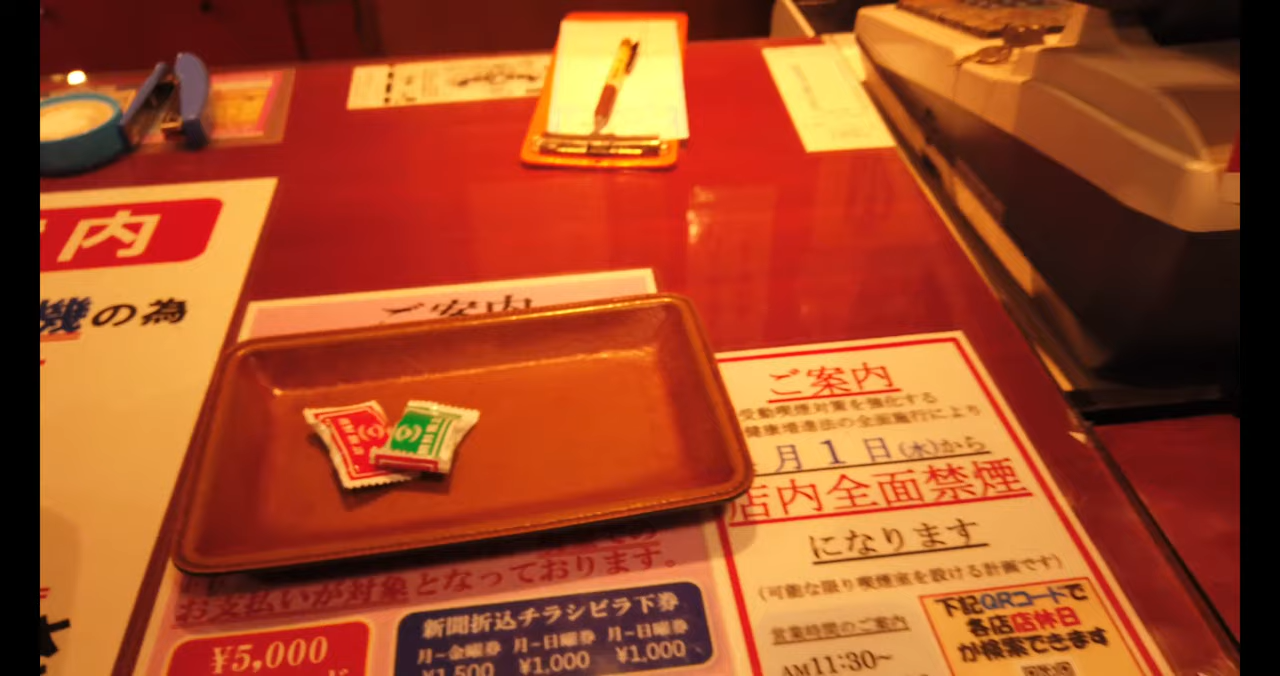 内
機の為
ご案内
お支払いが対象となっております。
¥5,000
新聞折込チラシビラ下券
月~金曜券 月~日曜券 月~日曜券
¥1,500 ¥1,000 ¥1,000
ご案内
受動喫煙対策を強化する
健康増進法の全面施行により
月1日(水)から
店内全面禁煙
になります
(可能な限り喫煙室を設ける計画です)
営業時間のご案内
AM11:30~
下記QRコードで
各店店休日
が検索できます